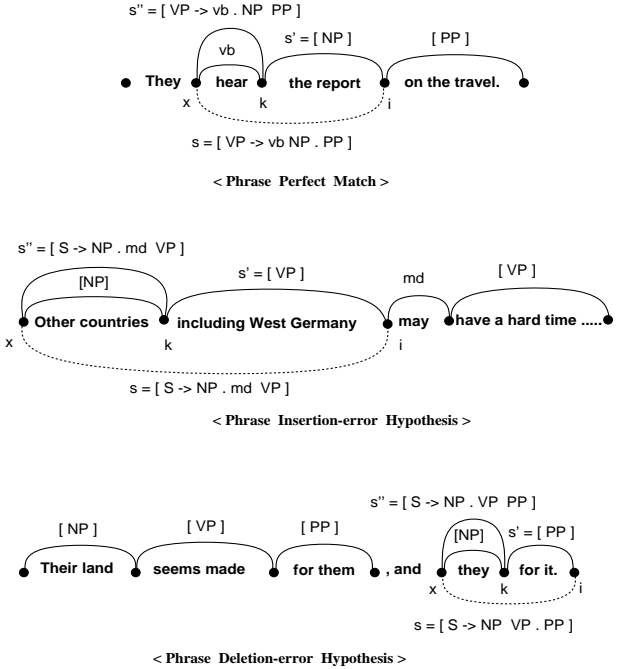 s'' = [ VP -> vb . NP  PP ]
vb
s' = [ NP ]
[ PP ]
They hear the report on the travel.
x k i
s = [ VP -> vb NP . PP ]
< Phrase Perfect Match >
s'' = [ S -> NP . md  VP ]
[NP]
s' = [ VP ]
md
[ VP ]
Other countries including West Germany may have a hard time .....
x k i
s = [ S -> NP . md  VP ]
< Phrase Insertion-error Hypothesis >
s'' = [ S -> NP . VP  PP ]
[ NP ] [ VP ] [ PP ] [NP] s' = [ PP ]
Their land seems made for them , and they for it.
x k i
s = [ S -> NP  VP . PP ]
< Phrase Deletion-error Hypothesis >